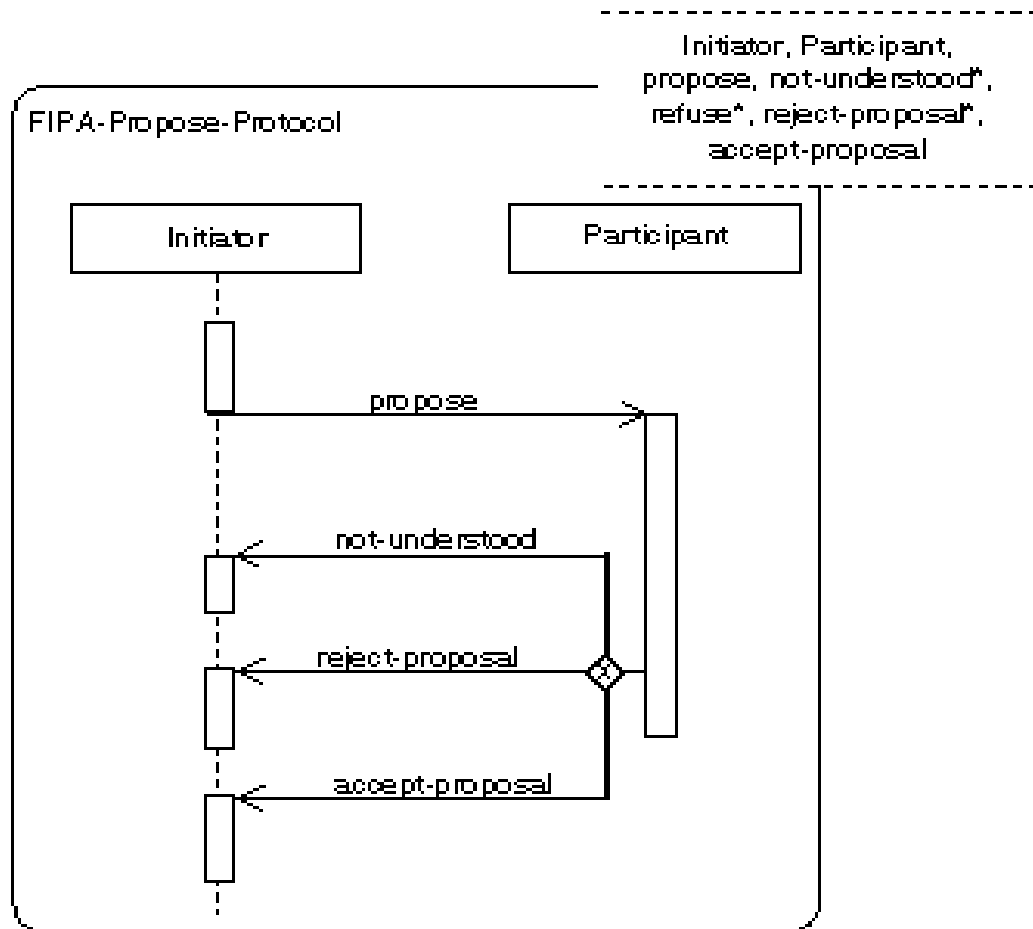 Initiator, Participant,
propose, not-understood*,
refuse*, reject-proposal*,
accept-proposal
FIPA-Propose-Protocol
Initiator
Participant
propose
not-understood
reject-proposal
x
accept-proposal